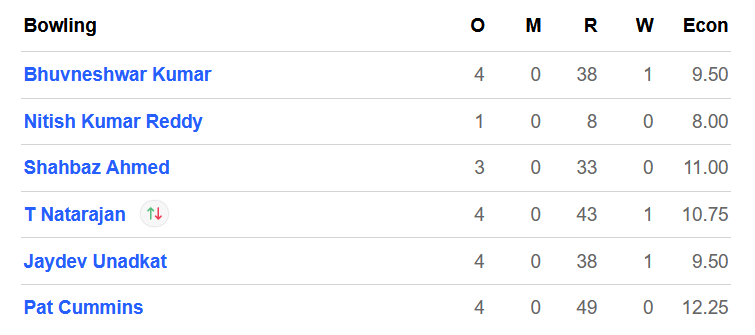 Bowling O M R W Econ
Bhuvneshwar Kumar 4 0 38 1 9.50
Nitish Kumar Reddy 1 0 8 0 8.00
Shahbaz Ahmed 3 0 33 0 11.00
T Natarajan 4 0 43 1 10.75
Jaydev Unadkat 4 0 38 1 9.50
Pat Cummins 4 0 49 0 12.25